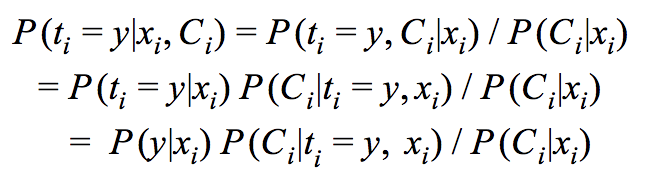 P(tᵢ = y|xᵢ, Cᵢ) = P(tᵢ = y, Cᵢ|xᵢ) / P(Cᵢ|xᵢ)
= P(tᵢ = y|xᵢ) P(Cᵢ|tᵢ = y, xᵢ) / P(Cᵢ|xᵢ)
= P(y|xᵢ) P(Cᵢ|tᵢ = y, xᵢ) / P(Cᵢ|xᵢ)